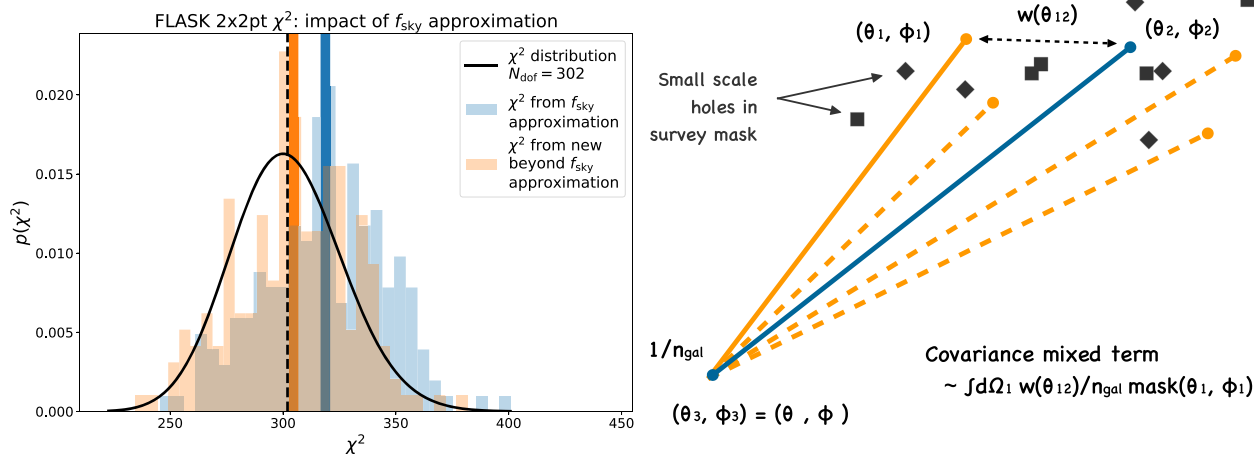 FLASK 2x2pt χ²: impact of f_sky approximation
χ² distribution
N_dof = 302
χ² from f_sky
approximation
χ² from new
beyond f_sky
approximation
p(χ²)
0.020
0.015
0.010
0.005
0.000
250
300
350
400
450
χ²
w(θ₁₂)
(θ₁, ϕ₁)
(θ₂, ϕ₂)
Small scale
holes in
survey mask
1/n_gal
Covariance mixed term
~ ∫dΩ₁ w(θ₁₂)/n_gal mask(θ₁, ϕ₁)
(θ₃, ϕ₃) = (θ , ϕ )